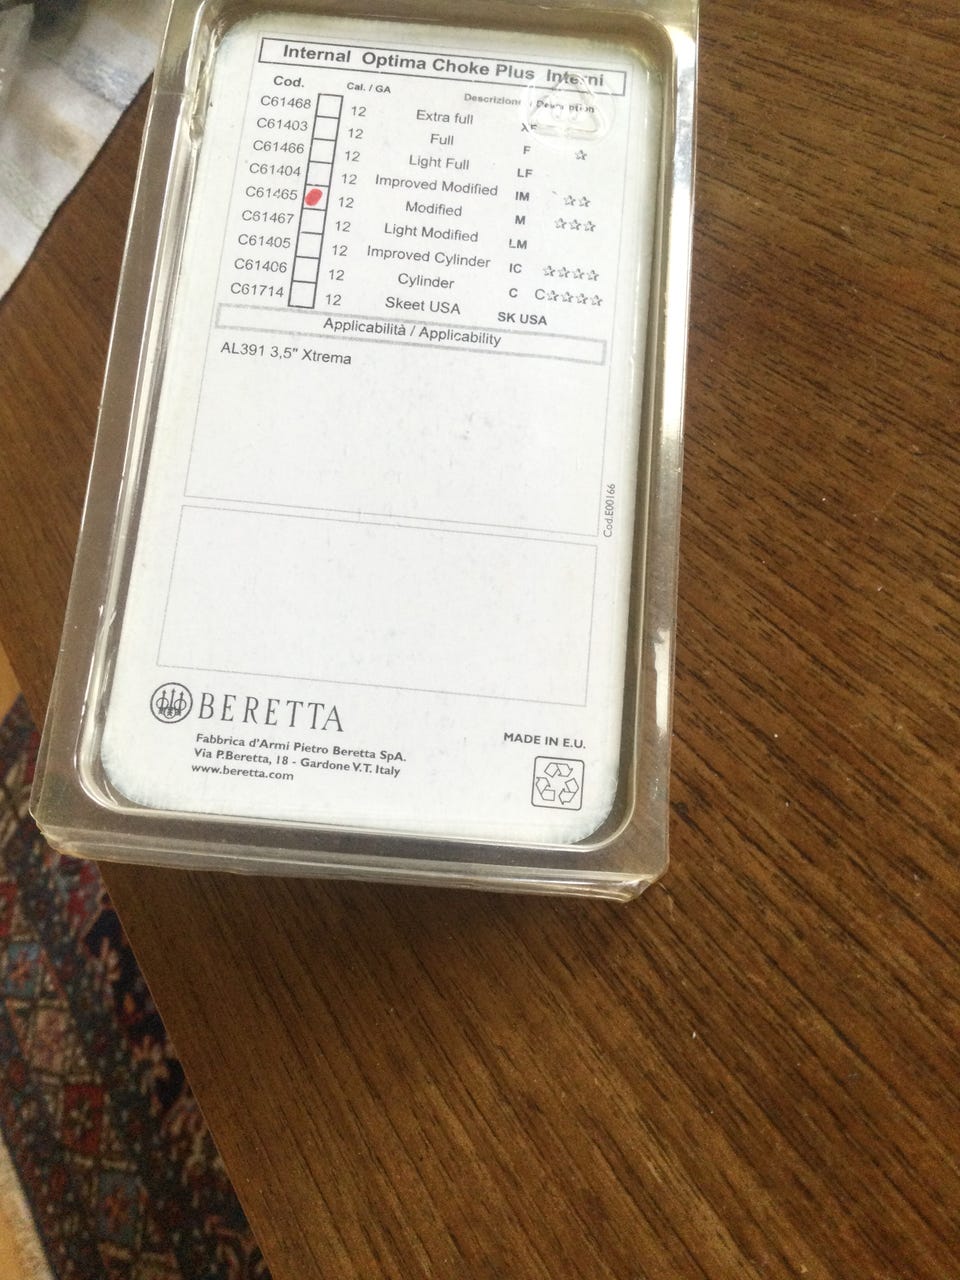 Internal Optima Choke Plus Interni
Cod. Cal. / GA Descrizione / Description
C61468 12 Extra full XF
C61403 12 Full F ☆
C61466 12 Light Full LF
C61404 12 Improved Modified IM ☆☆
C61465 12 Modified M ☆☆☆
C61467 12 Light Modified LM
C61405 12 Improved Cylinder IC ☆☆☆☆
C61406 12 Cylinder C C☆☆☆☆
C61714 12 Skeet USA SK USA
Applicabilità / Applicability
AL391 3,5" Xtrema
Cod.E00166
BERETTA
Fabbrica d'Armi Pietro Beretta SpA.
Via P.Beretta, 18 - Gardone V.T. Italy
www.beretta.com
MADE IN E.U.